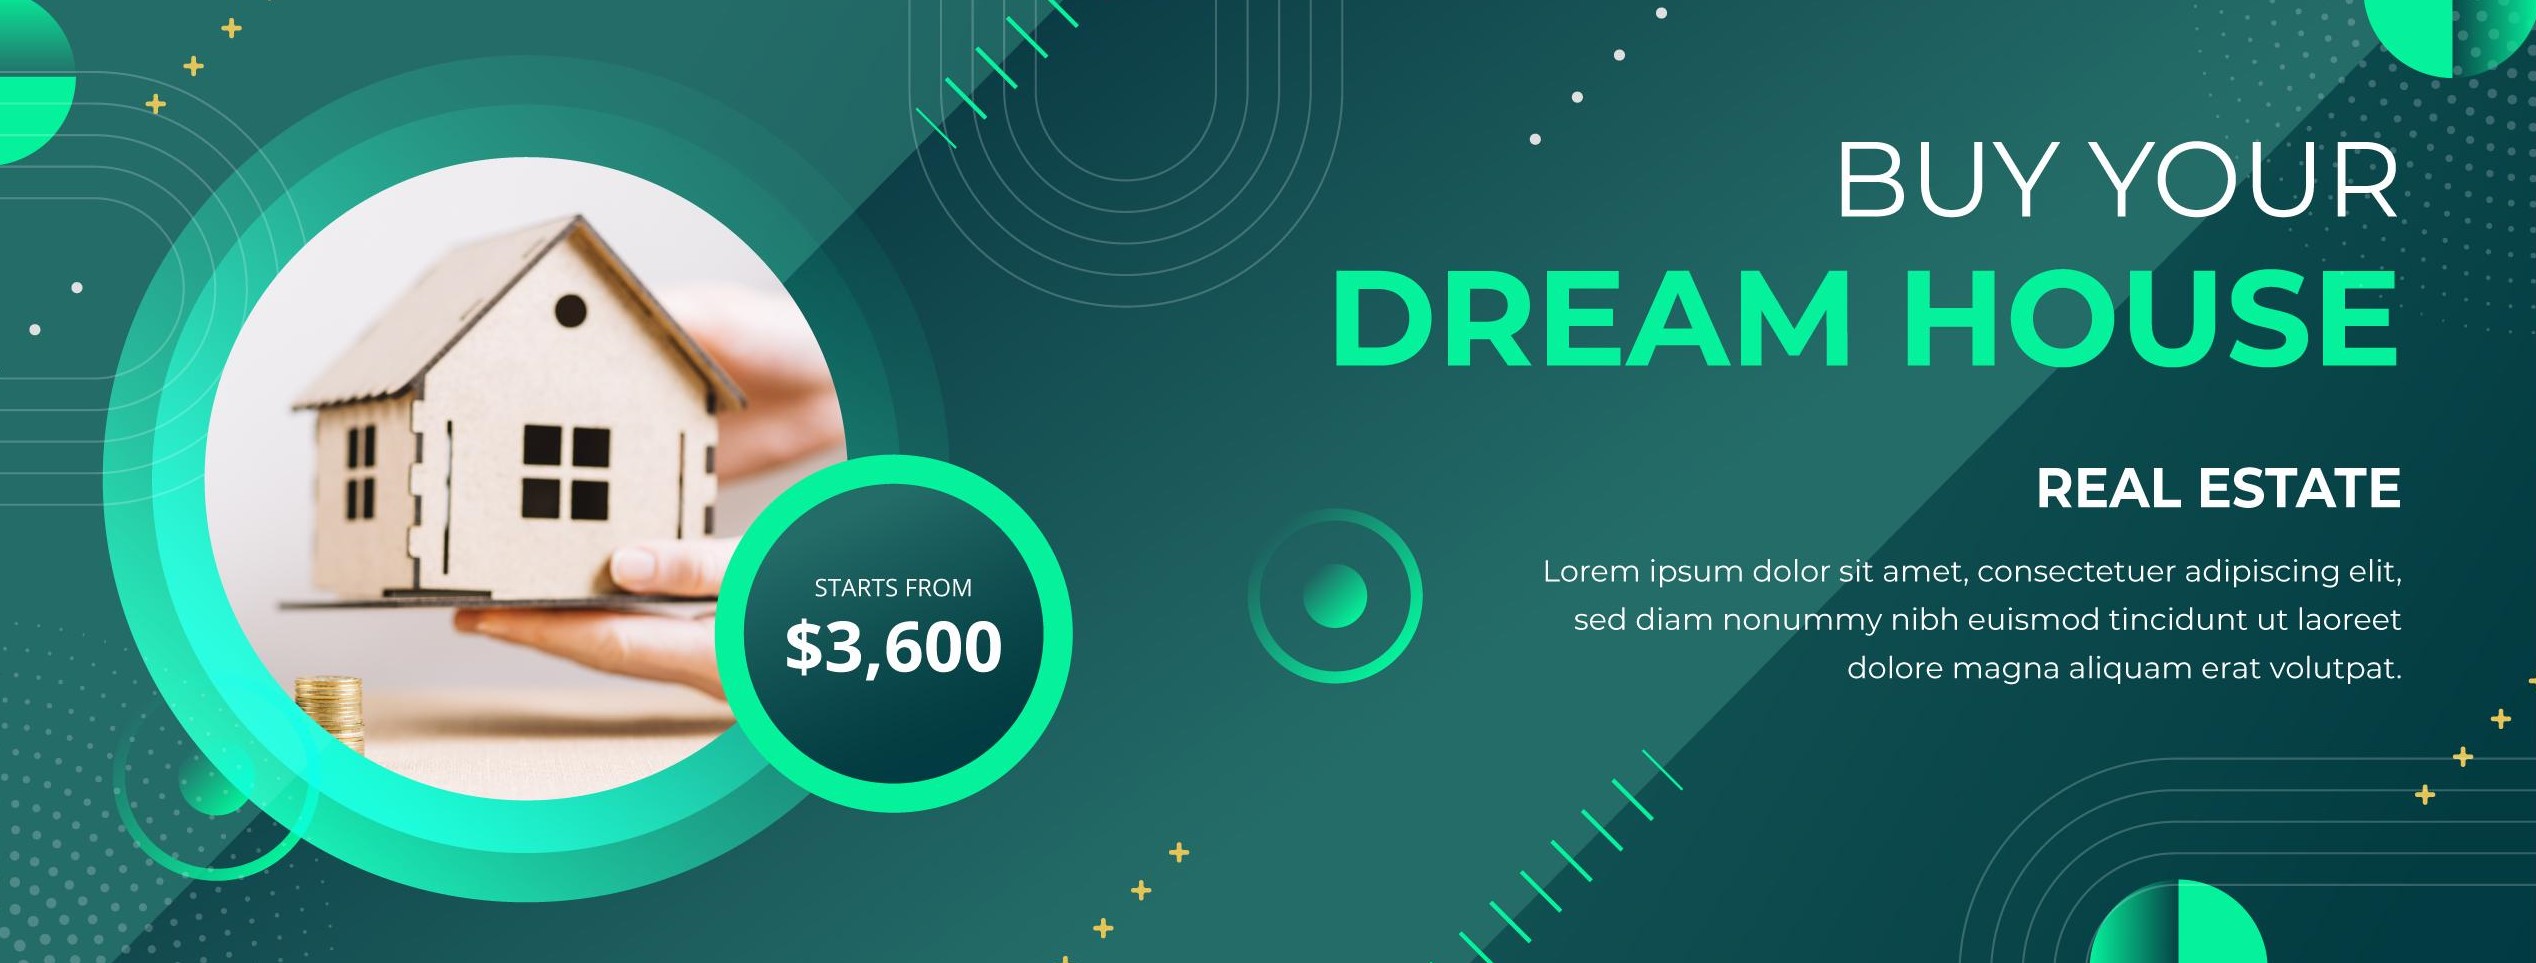 BUY YOUR
DREAM HOUSE
REAL ESTATE
Lorem ipsum dolor sit amet, consectetuer adipiscing elit,
sed diam nonummy nibh euismod tincidunt ut laoreet
dolore magna aliquam erat volutpat.
STARTS FROM
$3,600